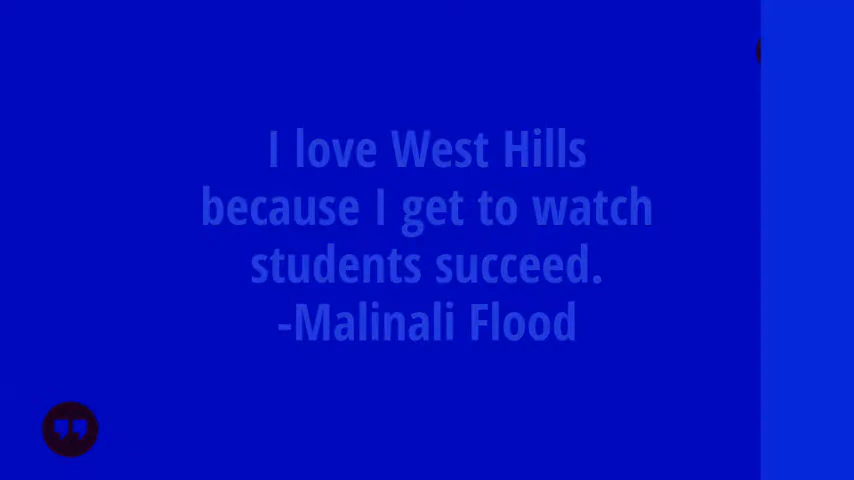 I love West Hills
because I get to watch
students succeed.
-Malinali Flood